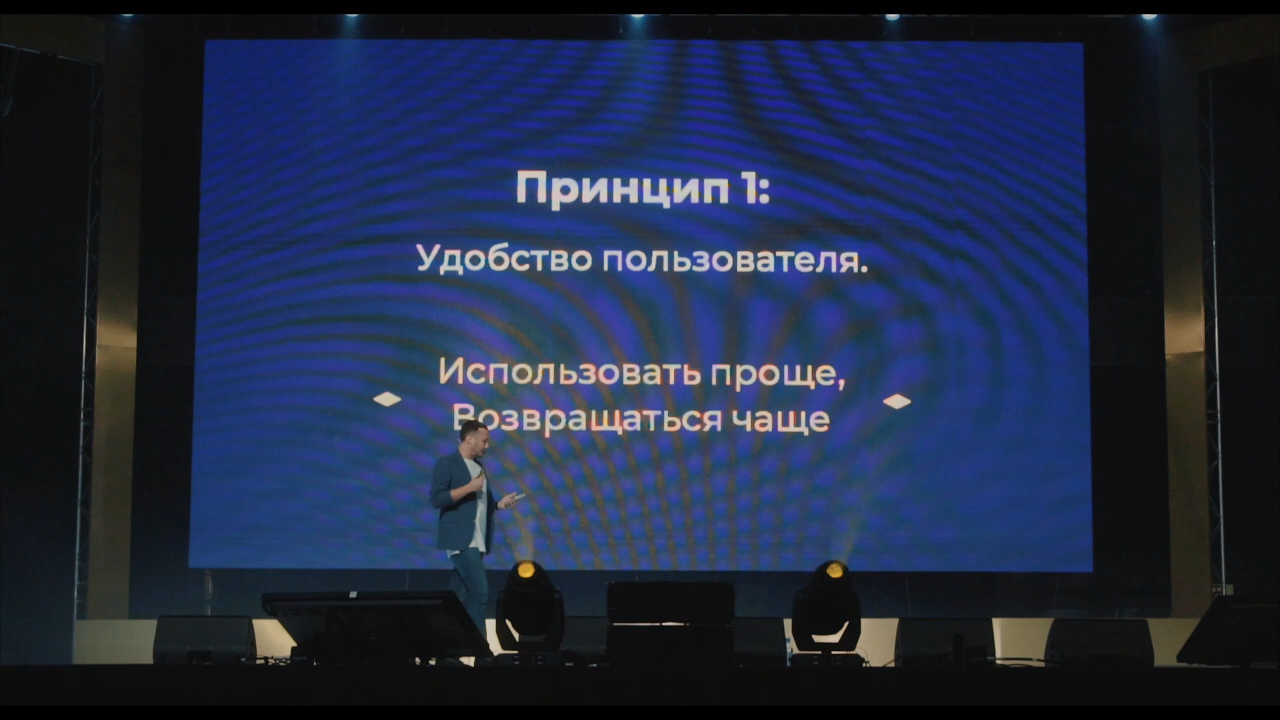 Принцип 1:
Удобство пользователя.
Использовать проще,
Возвращаться чаще